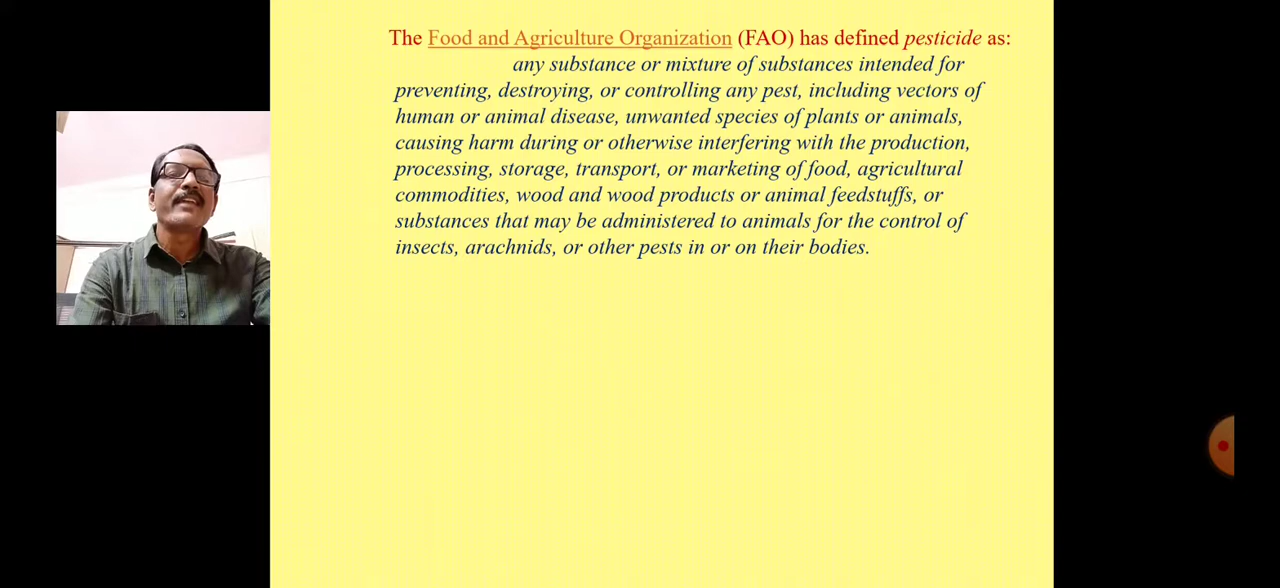 The Food and Agriculture Organization (FAO) has defined pesticide as:
any substance or mixture of substances intended for
preventing, destroying, or controlling any pest, including vectors of
human or animal disease, unwanted species of plants or animals,
causing harm during or otherwise interfering with the production,
processing, storage, transport, or marketing of food, agricultural
commodities, wood and wood products or animal feedstuffs, or
substances that may be administered to animals for the control of
insects, arachnids, or other pests in or on their bodies.